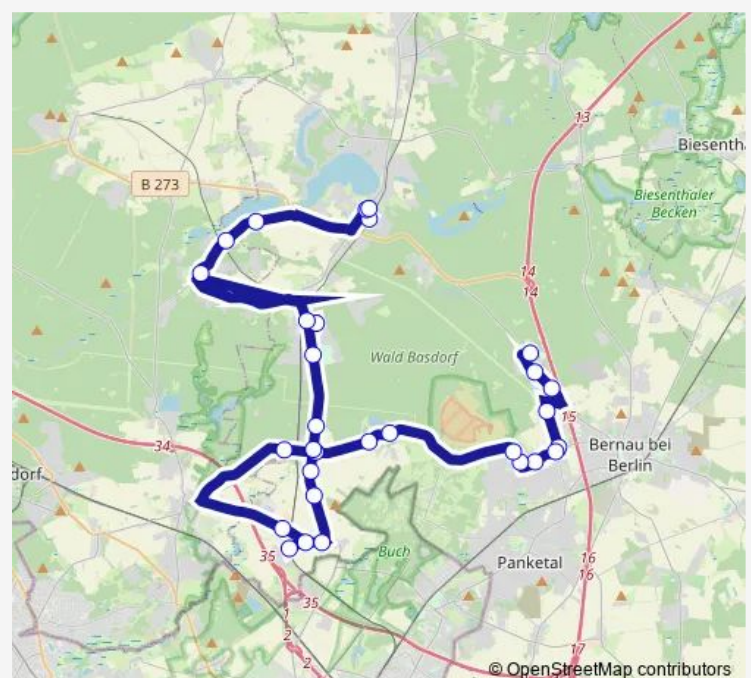 13
Biesenth
B 273
Biesenthaler
Becken
14
14
Wald Basdorf
15
34
Bernau bei
Berlin
dorf
Buch
Panketal
35
35
16
16
1
2
2
17
© OpenStreetMap contributors